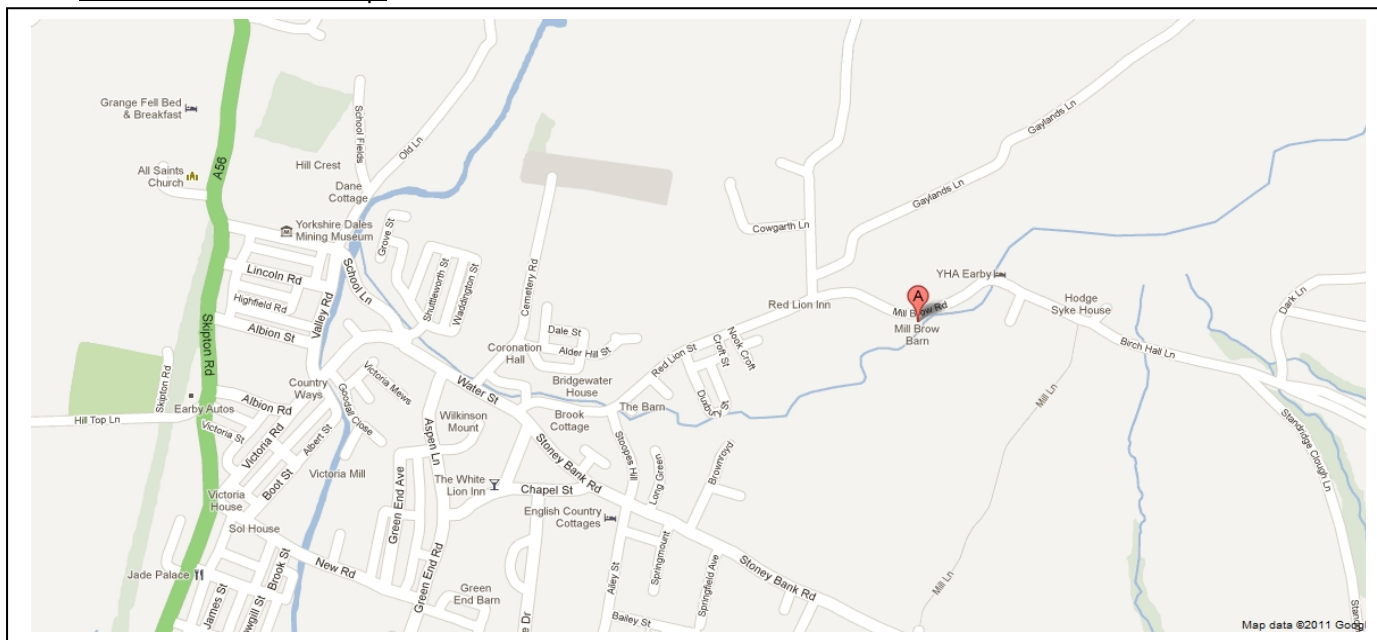 Grange Fell Bed
& Breakfast
A56
School Fields
Old Ln
Hill Crest
All Saints
Church
Dane
Cottage
Gaylands Ln
Gaylands Ln
Cowgarth Ln
Yorkshire Dales
Mining Museum
Grove St
Shuttleworth St
Waddington St
Cemetery Rd
School Ln
Lincoln Rd
Highfield Rd
Valley Rd
Albion St
YHA Earby
Red Lion Inn
A
Mill Brow Rd
Mill Brow
Barn
Hodge
Syke House
Dark Ln
Birch Hall Ln
Skipton Rd
Dale St
Alder Hill St
Coronation
Hall
Nook Croft
Croft St
Red Lion St
Duxby St
Bridgewater
House
Water St
Country
Ways
Victoria Mews
Goodall Close
Skipton Rd
Earby Autos
Albion Rd
Hill Top Ln
Victoria St
Victoria Rd
Albert St
Boot St
Wilkinson
Mount
Aspen Ln
Brook
Cottage
The Barn
Stoopes Hill
Mill Ln
Standridge Clough Ln
Victoria Mill
Stoney Bank Rd
Long Green
Brownroyd
The White
Lion Inn
Chapel St
Green End Ave
Victoria
House
English Country
Cottages
Sol House
New Rd
Green End Rd
Brook St
Jade Palace
James St
Green
End Barn
Ailey St
Springmount
Springfield Ave
Stoney Bank Rd
Mill Ln
Bailey St
e Dr
wgill St
Stand
Map data ©2011 Googl